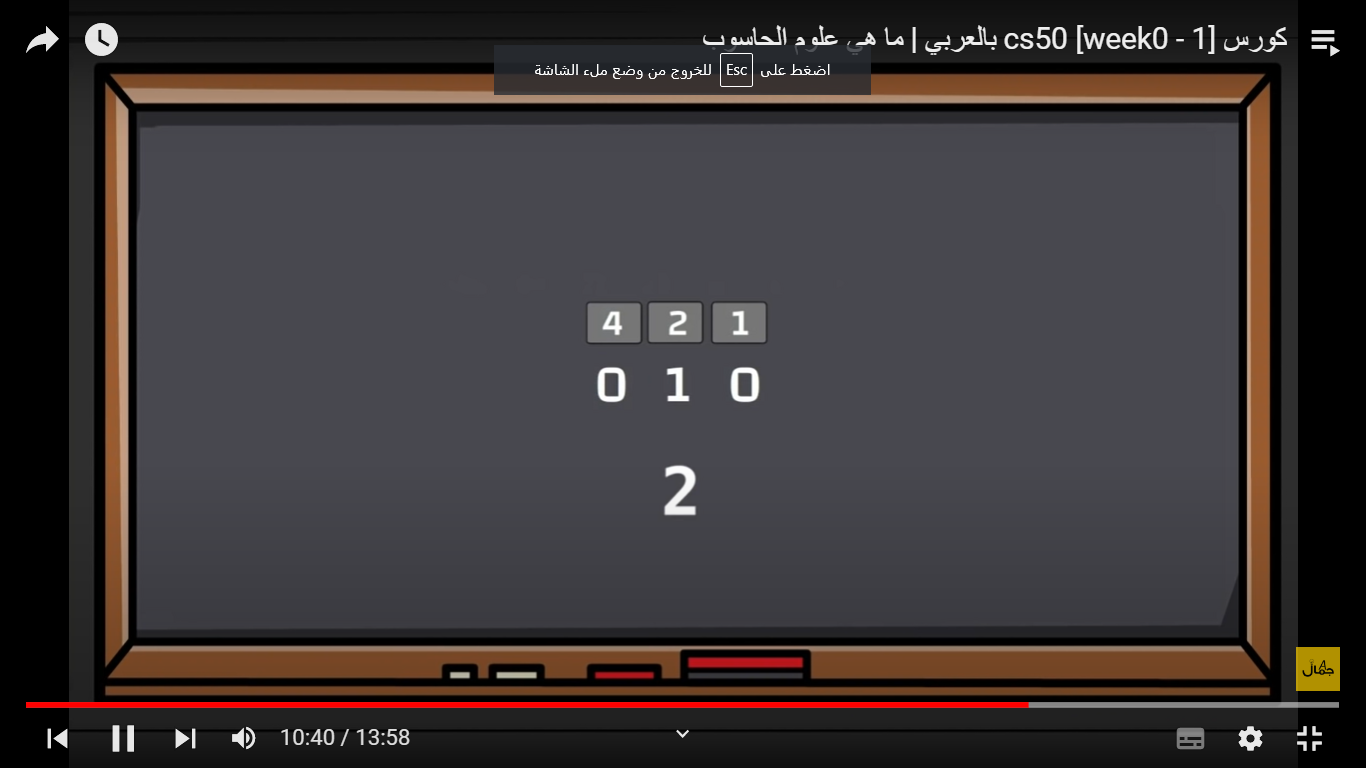 كورس cs50 [week0 - 1] بالعربي | ما هي علوم الحاسوب
اضغط على Esc للخروج من وضع ملء الشاشة
4 2 1
0 1 0
2
جمال
10:40 / 13:58